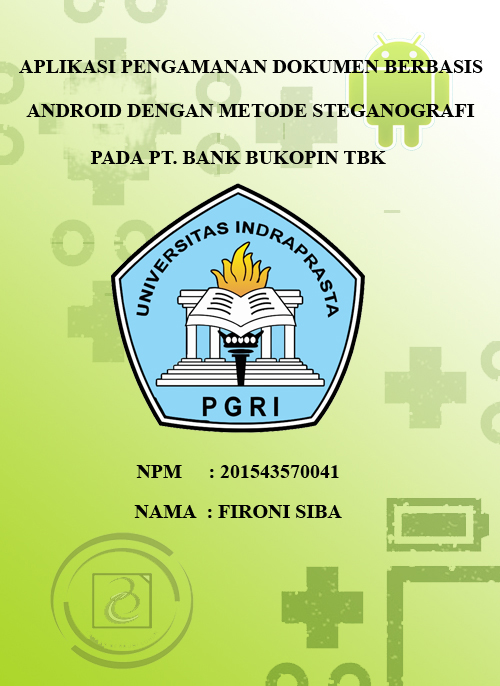 APLIKASI PENGAMANAN DOKUMEN BERBASIS
ANDROID DENGAN METODE STEGANOGRAFI
PADA PT. BANK BUKOPIN TBK
UNIVERSITAS INDRAPRASTA
PGRI
NPM : 201543570041
NAMA : FIRONI SIBA